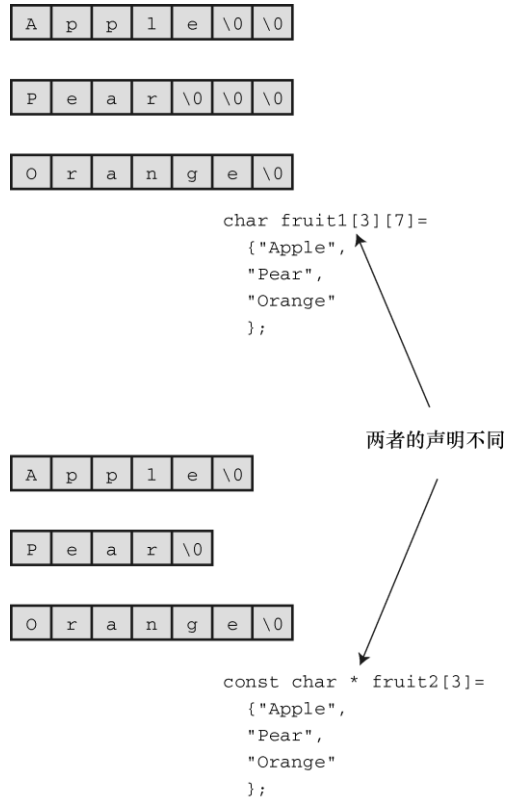 A p p l e \0 \0
P e a r \0 \0 \0
O r a n g e \0
char fruit1[3][7]=
{"Apple",
"Pear",
"Orange"
};
两者的声明不同
A p p l e \0
P e a r \0
O r a n g e \0
const char * fruit2[3]=
{"Apple",
"Pear",
"Orange"
};